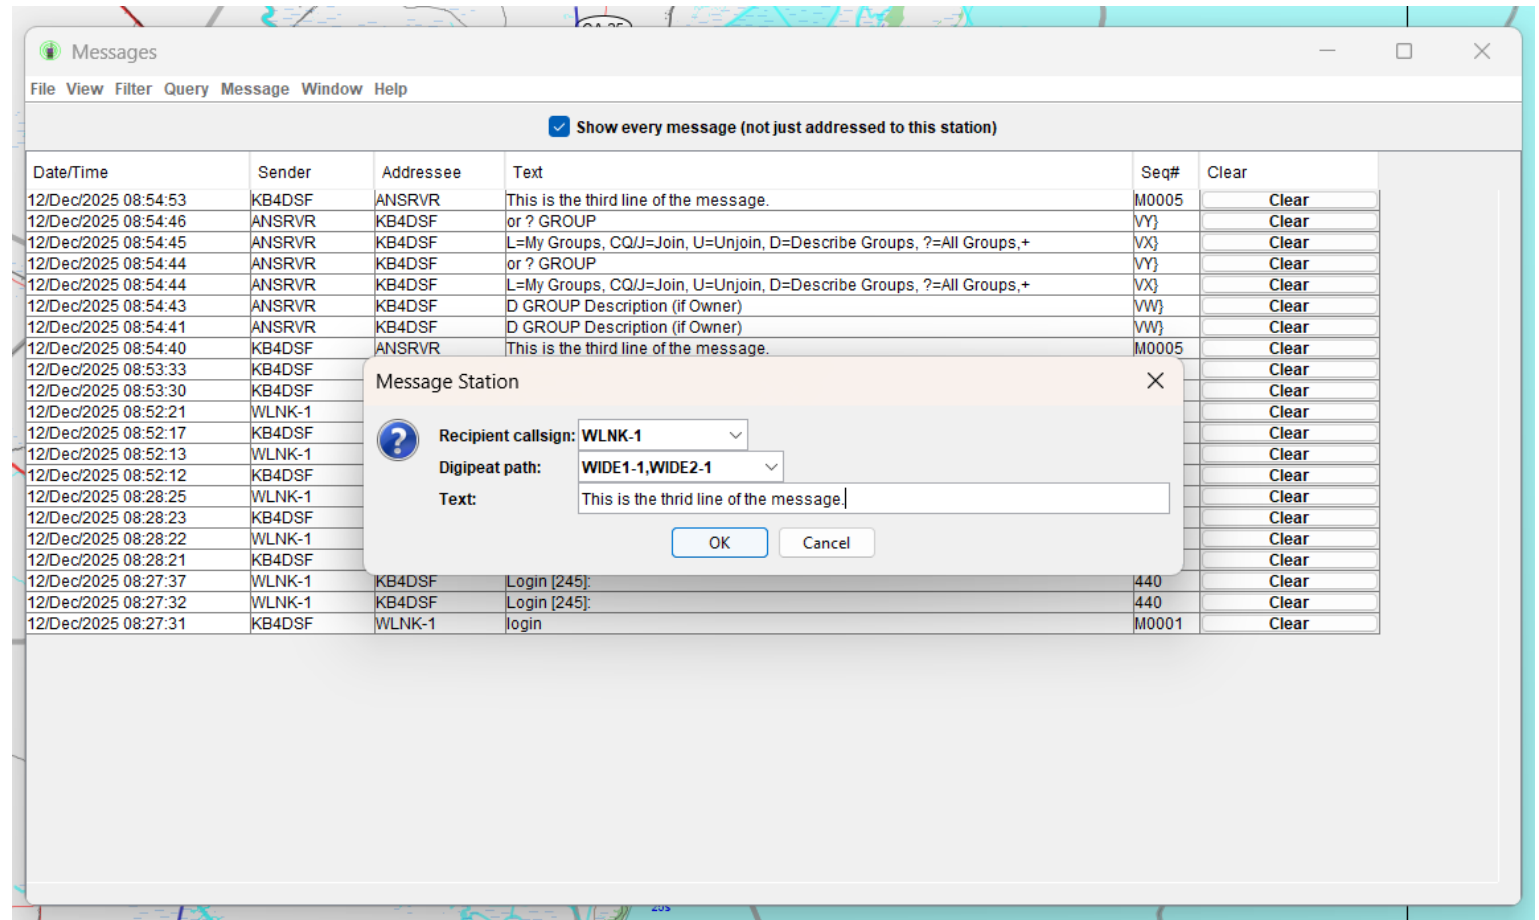 Messages
File View Filter Query Message Window Help
Show every message (not just addressed to this station)
Date/Time Sender Addressee Text Seq# Clear
12/Dec/2025 08:54:53 KB4DSF ANSRVR This is the third line of the message. M0005 Clear
12/Dec/2025 08:54:46 ANSRVR KB4DSF or ? GROUP VY} Clear
12/Dec/2025 08:54:45 ANSRVR KB4DSF L=My Groups, CQ/J=Join, U=Unjoin, D=Describe Groups, ?=All Groups,+ VX} Clear
12/Dec/2025 08:54:44 ANSRVR KB4DSF or ? GROUP VY} Clear
12/Dec/2025 08:54:44 ANSRVR KB4DSF L=My Groups, CQ/J=Join, U=Unjoin, D=Describe Groups, ?=All Groups,+ VX} Clear
12/Dec/2025 08:54:43 ANSRVR KB4DSF D GROUP Description (if Owner) VW} Clear
12/Dec/2025 08:54:41 ANSRVR KB4DSF D GROUP Description (if Owner) VW} Clear
12/Dec/2025 08:54:40 KB4DSF ANSRVR This is the third line of the message. M0005 Clear
12/Dec/2025 08:53:33 KB4DSF Clear
12/Dec/2025 08:53:30 KB4DSF Clear
12/Dec/2025 08:52:21 WLNK-1 Clear
12/Dec/2025 08:52:17 KB4DSF Clear
12/Dec/2025 08:52:13 WLNK-1 Clear
12/Dec/2025 08:52:12 KB4DSF Clear
12/Dec/2025 08:28:25 WLNK-1 Clear
12/Dec/2025 08:28:23 KB4DSF Clear
12/Dec/2025 08:28:22 WLNK-1 Clear
12/Dec/2025 08:28:21 KB4DSF Clear
12/Dec/2025 08:27:37 WLNK-1 KB4DSF Login [245]: 440 Clear
12/Dec/2025 08:27:32 WLNK-1 KB4DSF Login [245]: 440 Clear
12/Dec/2025 08:27:31 KB4DSF WLNK-1 login M0001 Clear
Message Station
Recipient callsign: WLNK-1
Digipeat path: WIDE1-1,WIDE2-1
Text: This is the thrid line of the message.
OK Cancel